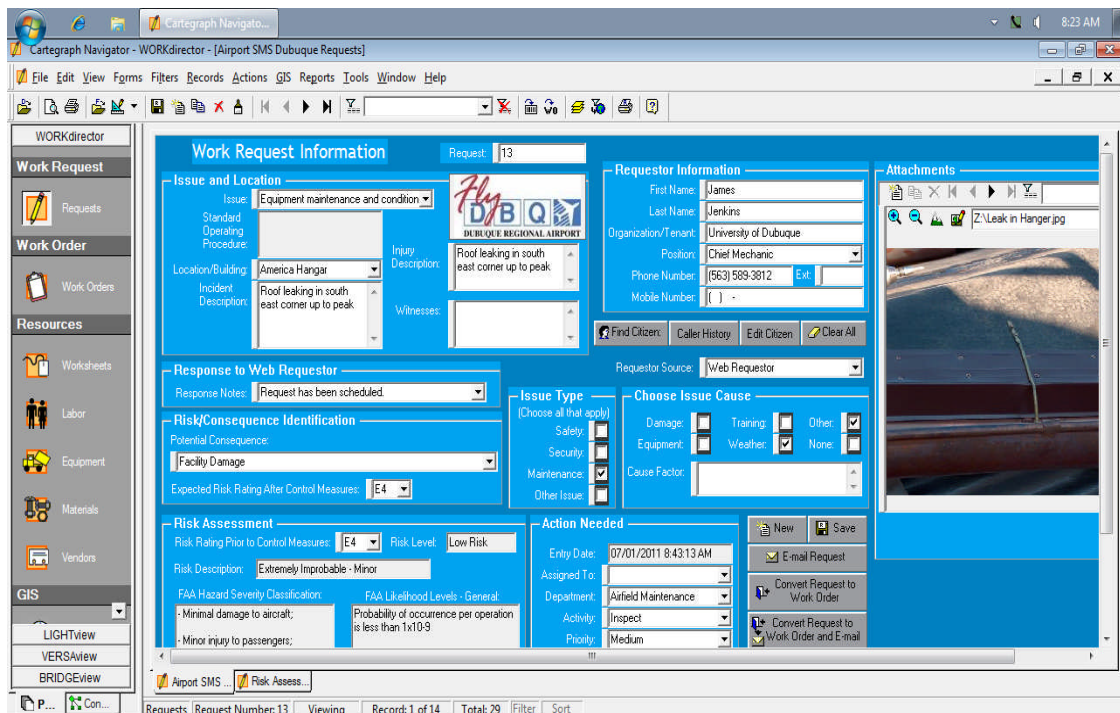 Cartegraph Navigato...
8:23 AM
Cartegraph Navigator - WORKdirector - [Airport SMS Dubuque Requests]
File Edit View Forms Filters Records Actions GIS Reports Tools Window Help
WORKdirector
Work Request
Requests
Work Order
Work Orders
Resources
Worksheets
Labor
Equipment
Materials
Vendors
GIS
LIGHTview
VERSAview
BRIDGEview
P... Con...
Work Request Information
Request: 13
Issue and Location
Issue: Equipment maintenance and condition
Standard
Operating
Procedure:
Location/Building: America Hangar
Incident
Description:
Roof leaking in south
east corner up to peak
Fly
DYBQ
DUBUQUE REGIONAL AIRPORT
Injury
Description:
Roof leaking in south
east corner up to peak
Witnesses:
Requestor Information
First Name: James
Last Name: Jenkins
Organization/Tenant: University of Dubuque
Position: Chief Mechanic
Phone Number: (563) 589-3812 Ext:
Mobile Number: ( ) -
Find Citizen: Caller History Edit Citizen Clear All
Requestor Source: Web Requestor
Attachments
Z:\Leak in Hanger.jpg
Response to Web Requestor
Response Notes: Request has been scheduled.
Risk/Consequence Identification
Potential Consequence:
Facility Damage
Expected Risk Rating After Control Measures: E4
Issue Type
(Choose all that apply)
Safety:
Security:
Maintenance:
Other Issue:
Choose Issue Cause
Damage: Training: Other:
Equipment: Weather: None:
Cause Factor:
Risk Assessment
Risk Rating Prior to Control Measures: E4 Risk Level: Low Risk
Risk Description: Extremely Improbable - Minor
FAA Hazard Severity Classification:
- Minimal damage to aircraft;
- Minor injury to passengers;
FAA Likelihood Levels - General:
Probability of occurrence per operation
is less than 1x10-9
Action Needed
Entry Date: 07/01/2011 8:43:13 AM
Assigned To:
Department: Airfield Maintenance
Activity: Inspect
Priority: Medium
New Save
E-mail Request
Convert Request to
Work Order
Convert Request to
Work Order and E-mail
Airport SMS ... Risk Assess...
Requests Request Number: 13 Viewing Record: 1 of 14 Total: 29 Filter Sort